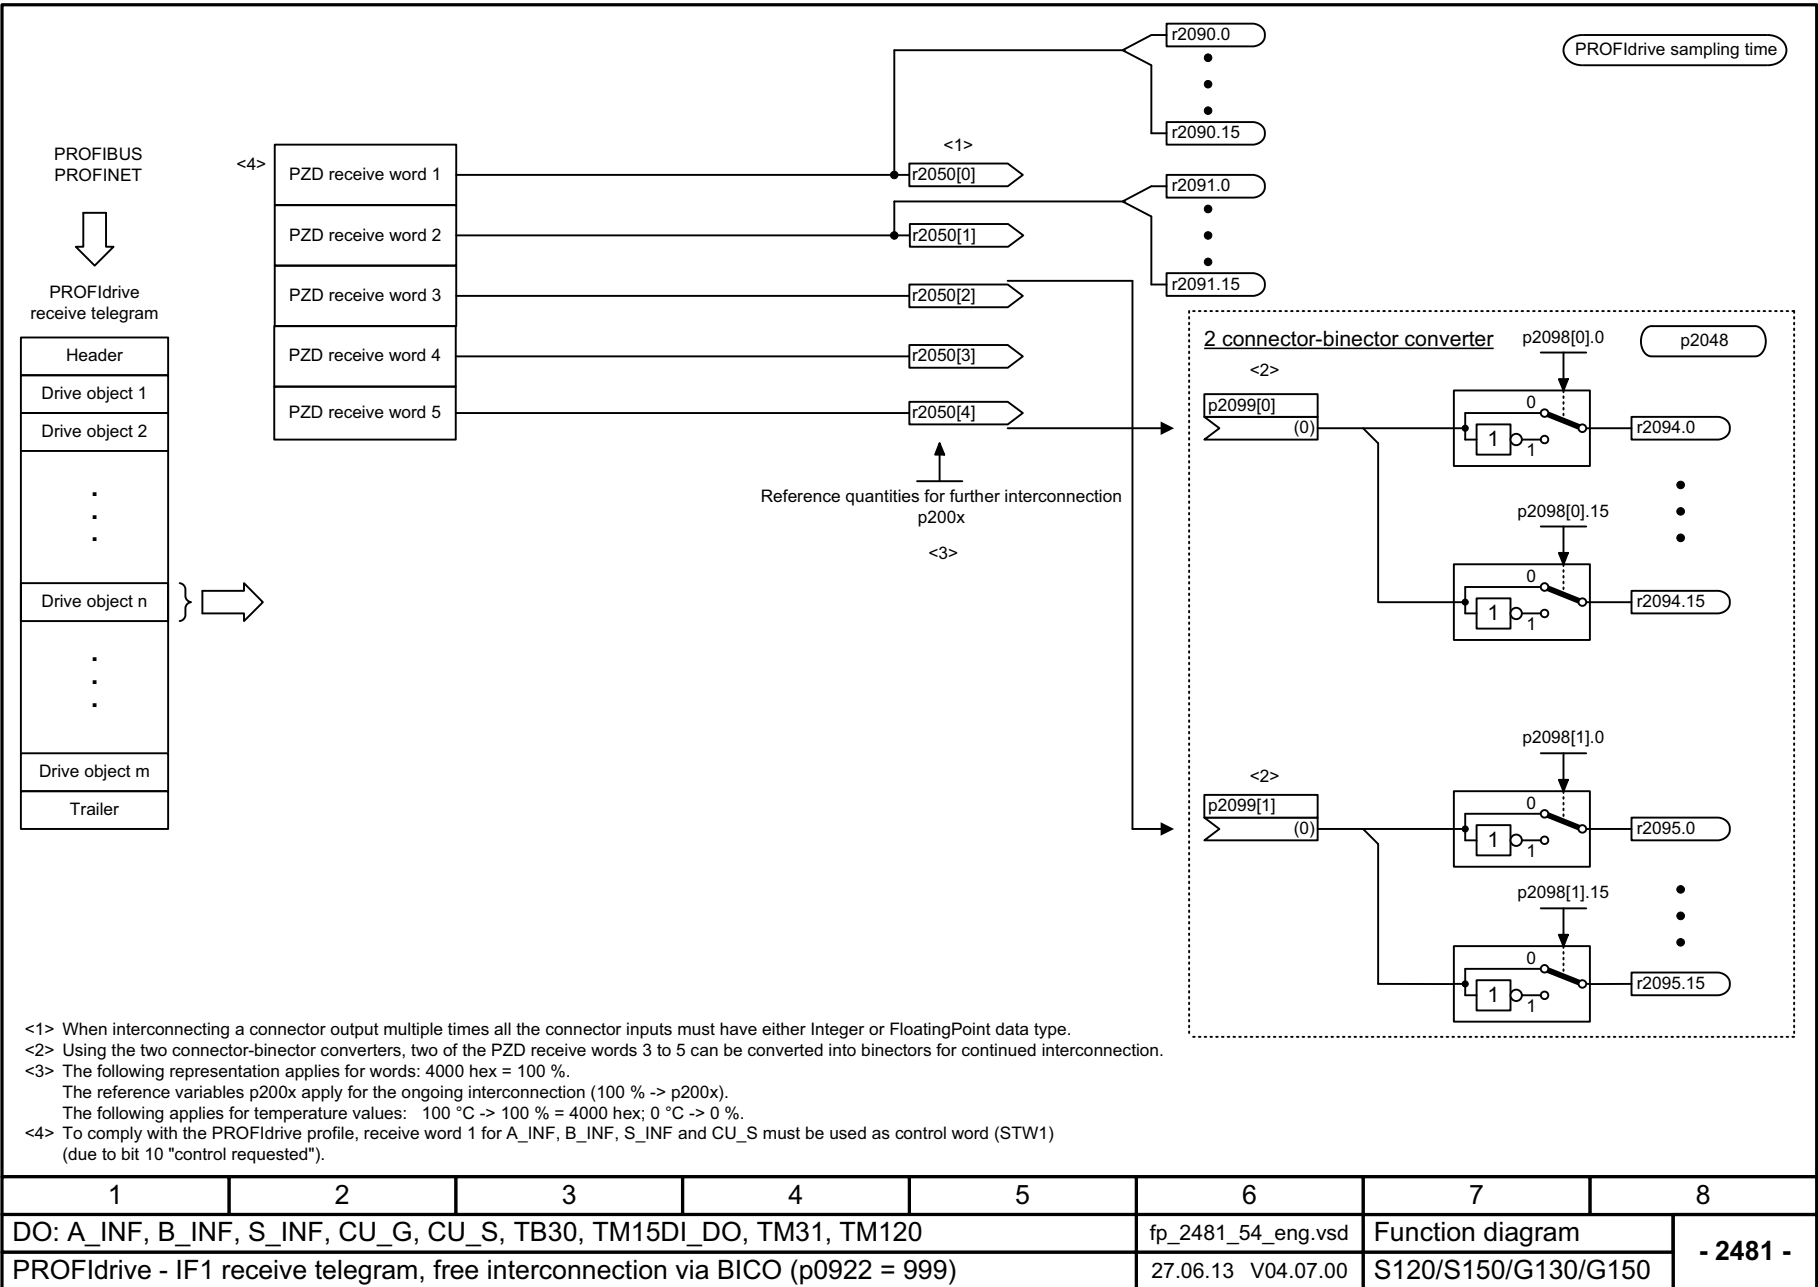 PROFIdrive sampling time
PROFIBUS
PROFINET
PROFIdrive
receive telegram
Header
Drive object 1
Drive object 2
Drive object n
Drive object m
Trailer
<4>
PZD receive word 1
PZD receive word 2
PZD receive word 3
PZD receive word 4
PZD receive word 5
<1>
r2050[0]
r2050[1]
r2050[2]
r2050[3]
r2050[4]
Reference quantities for further interconnection
p200x
<3>
r2090.0
r2090.15
r2091.0
r2091.15
2 connector-binector converter
p2098[0].0
p2048
<2>
p2099[0]
(0)
0
1
1
r2094.0
p2098[0].15
0
1
1
r2094.15
p2098[1].0
<2>
p2099[1]
(0)
0
1
1
r2095.0
p2098[1].15
0
1
1
r2095.15
<1> When interconnecting a connector output multiple times all the connector inputs must have either Integer or FloatingPoint data type.
<2> Using the two connector-binector converters, two of the PZD receive words 3 to 5 can be converted into binectors for continued interconnection.
<3> The following representation applies for words: 4000 hex = 100 %.
The reference variables p200x apply for the ongoing interconnection (100 % -> p200x).
The following applies for temperature values: 100 °C -> 100 % = 4000 hex; 0 °C -> 0 %.
<4> To comply with the PROFIdrive profile, receive word 1 for A_INF, B_INF, S_INF and CU_S must be used as control word (STW1)
(due to bit 10 "control requested").
1 2 3 4 5 6 7 8
DO: A_INF, B_INF, S_INF, CU_G, CU_S, TB30, TM15DI_DO, TM31, TM120
fp_2481_54_eng.vsd
Function diagram
- 2481 -
PROFIdrive - IF1 receive telegram, free interconnection via BICO (p0922 = 999)
27.06.13 V04.07.00
S120/S150/G130/G150